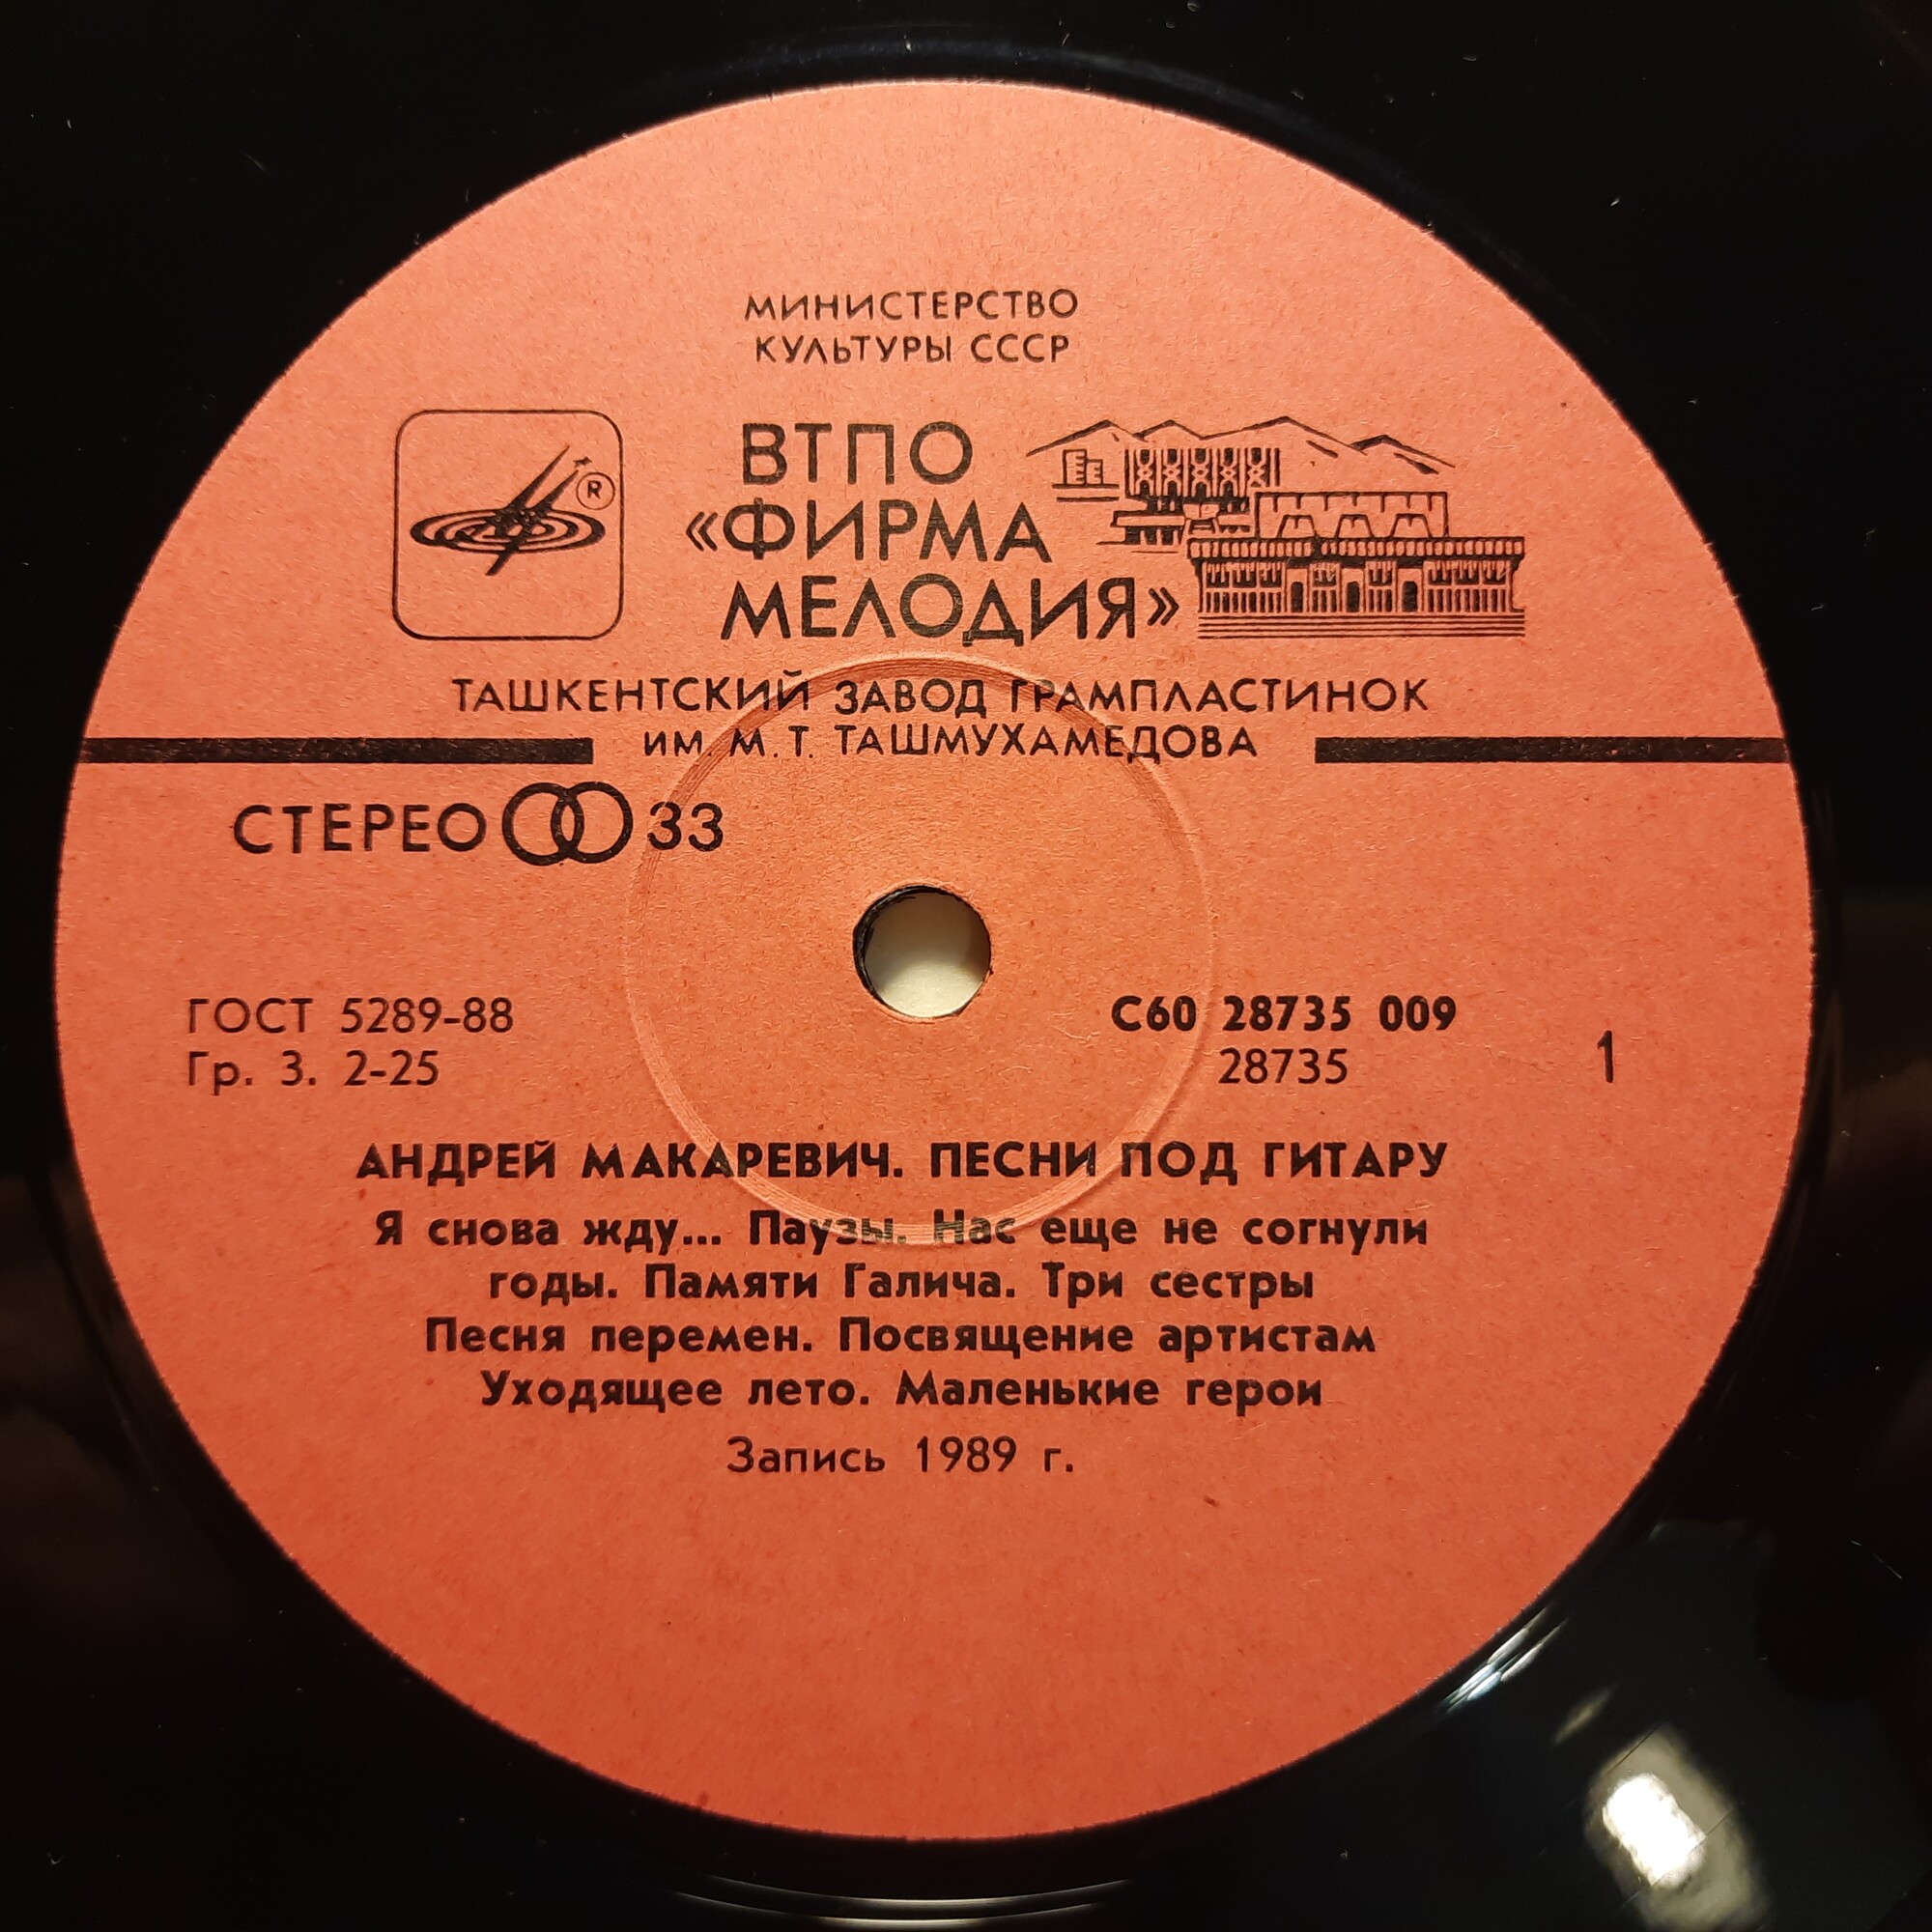 МИНИСТЕРСТВО
КУЛЬТУРЫ СССР
ВТПО
«ФИРМА
МЕЛОДИЯ»
®
ТАШКЕНТСКИЙ ЗАВОД ГРАМПЛАСТИНОК
ИМ. М. Т. ТАШМУХАМЕДОВА
СТЕРЕО 33
ГОСТ 5289-88
Гр. 3. 2-25
С60 28735 009
28735
1
АНДРЕЙ МАКАРЕВИЧ. ПЕСНИ ПОД ГИТАРУ
Я снова жду... Паузы. Нас еще не согнули
годы. Памяти Галича. Три сестры
Песня перемен. Посвящение артистам
Уходящее лето. Маленькие герои
Запись 1989 г.